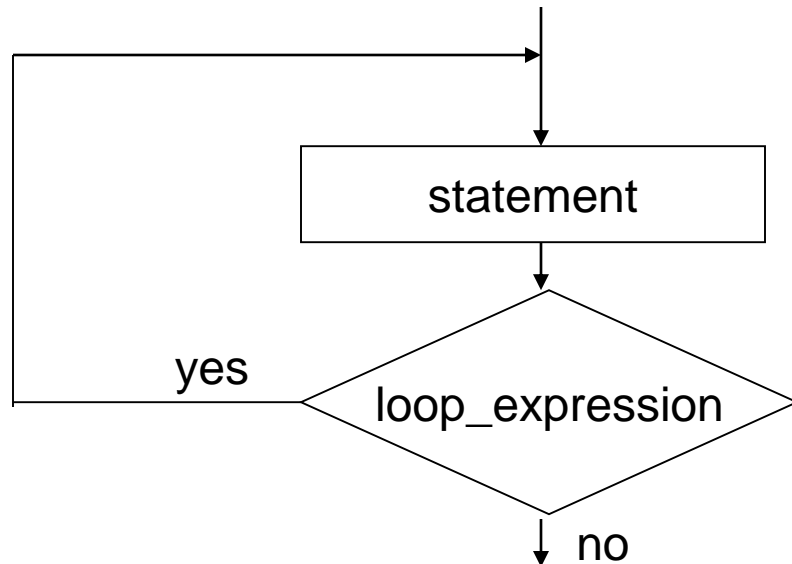 statement
yes
loop_expression
no